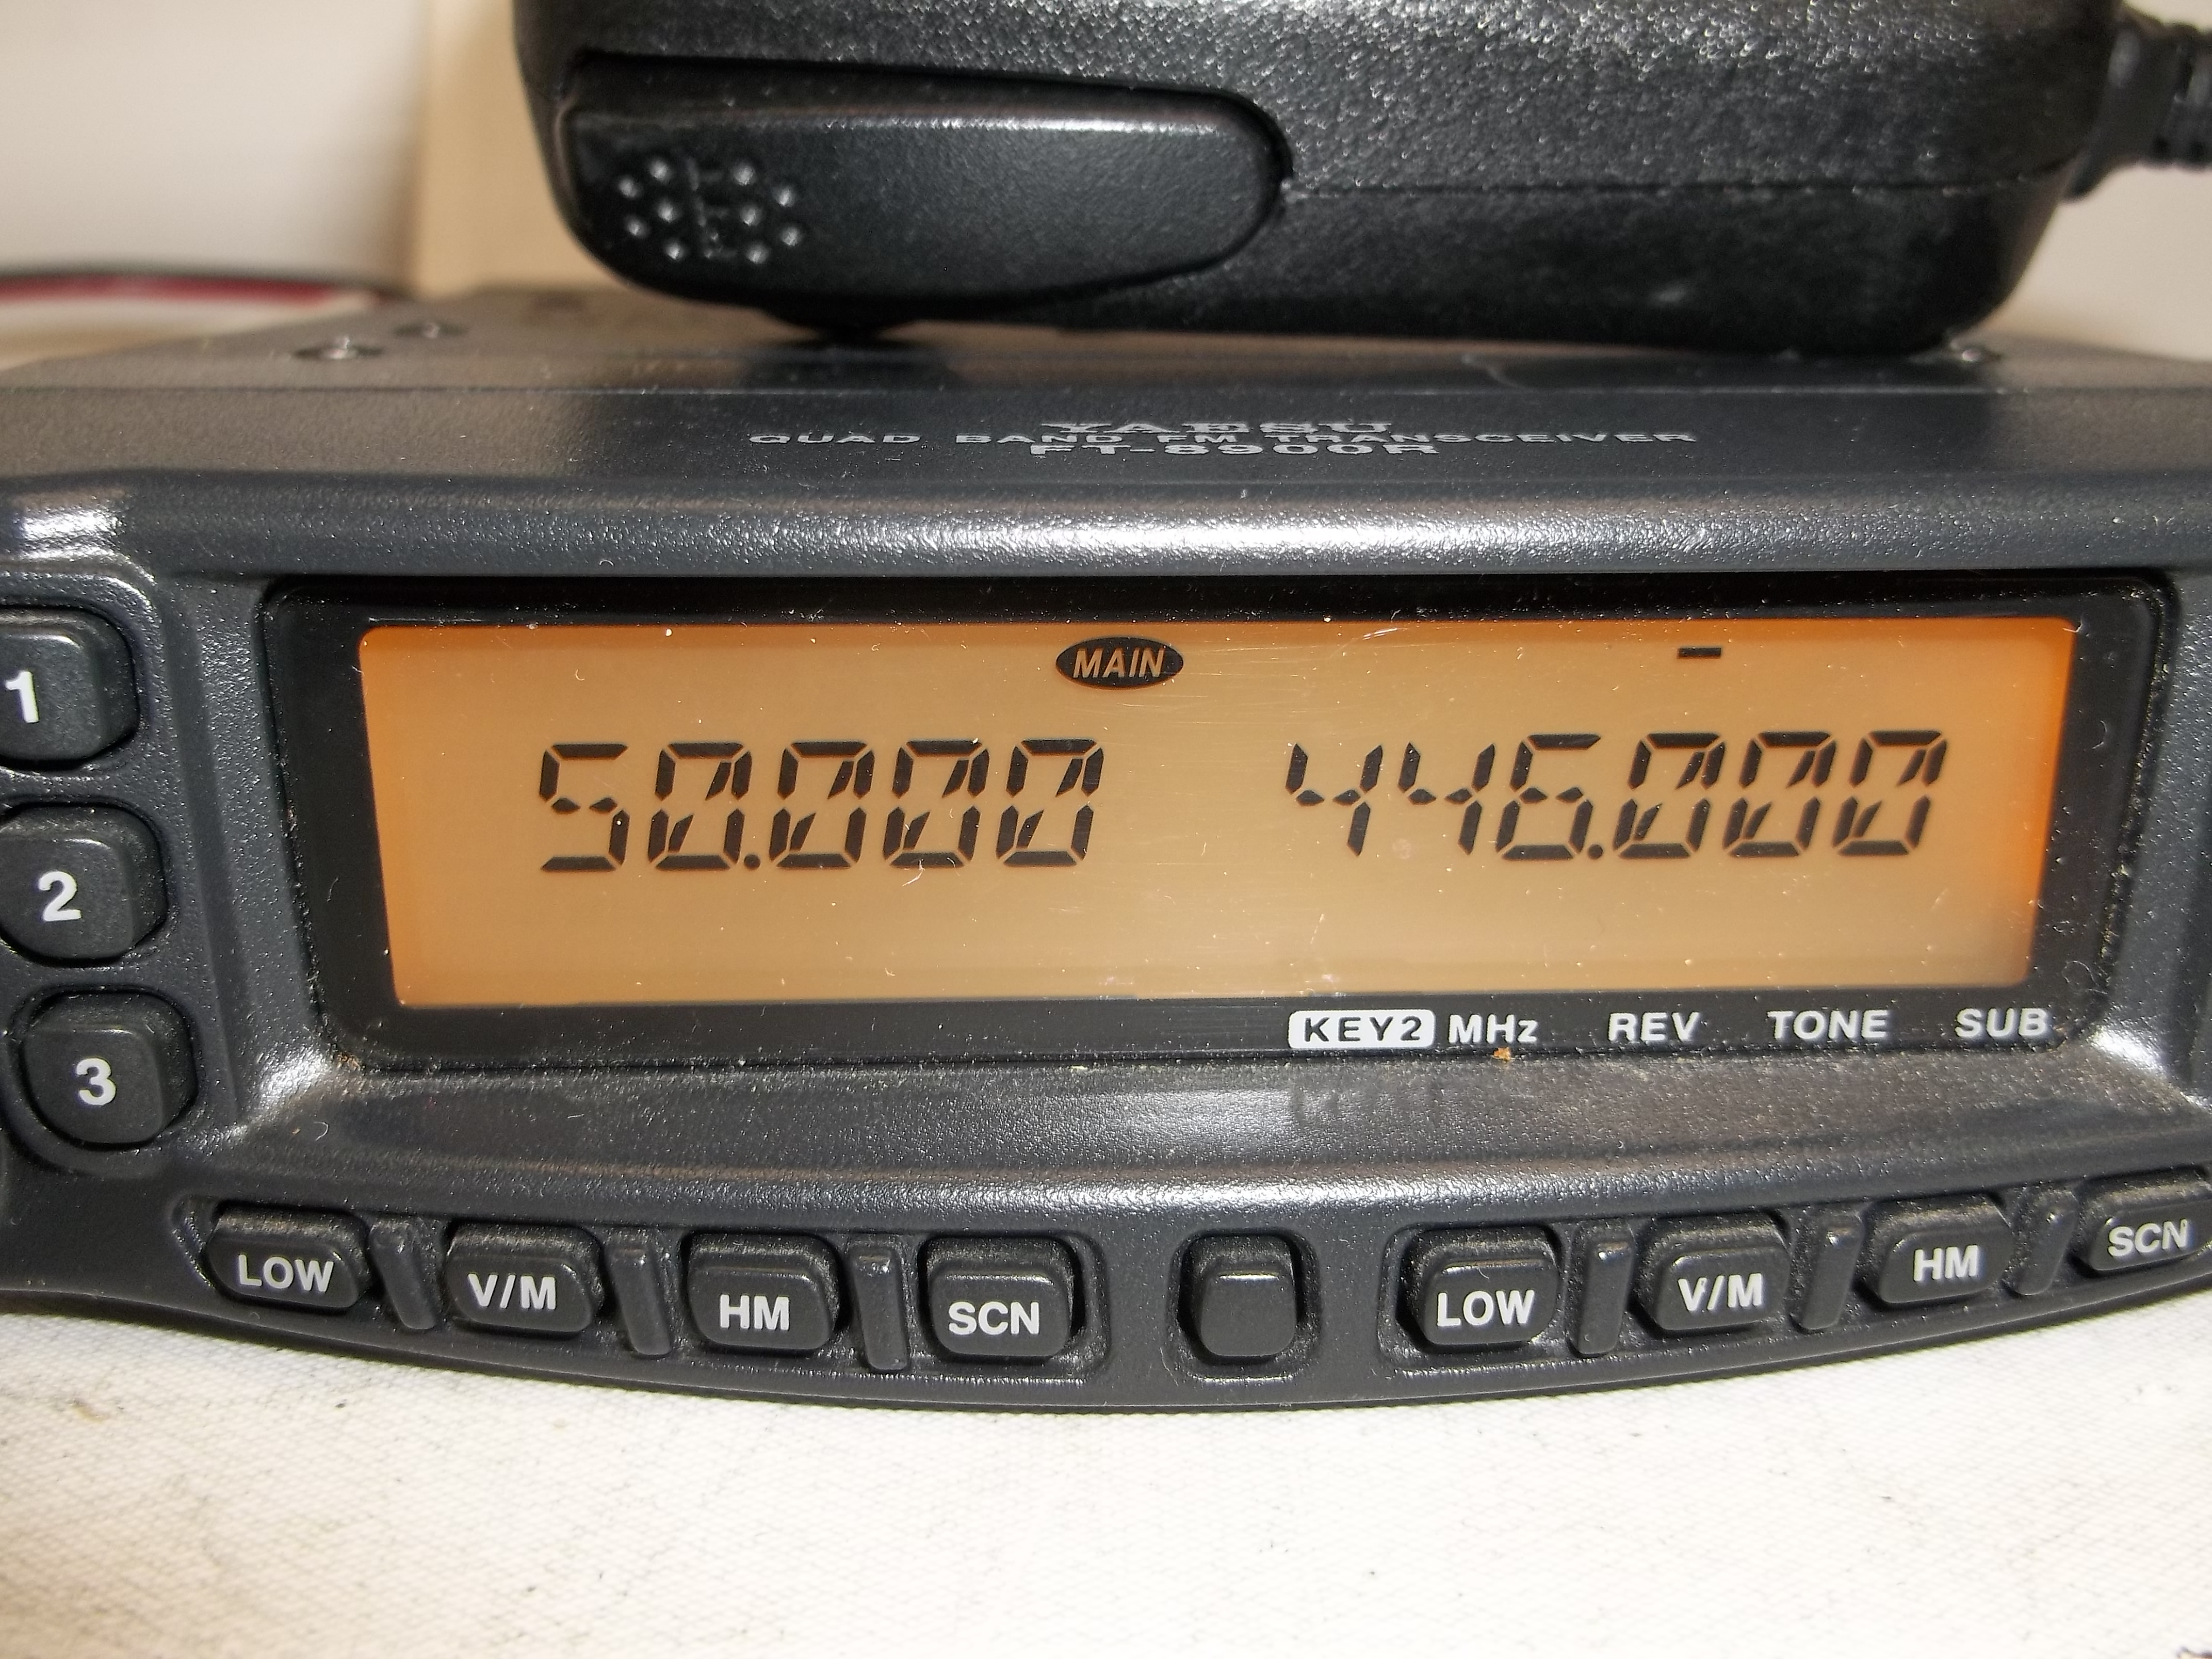 YAESU
QUAD BAND FM TRANSCEIVER
FT-8900R
1
2
3
MAIN
-
50.000 446.000
KEY2 MHz REV TONE SUB
LOW V/M HM SCN LOW V/M HM SCN